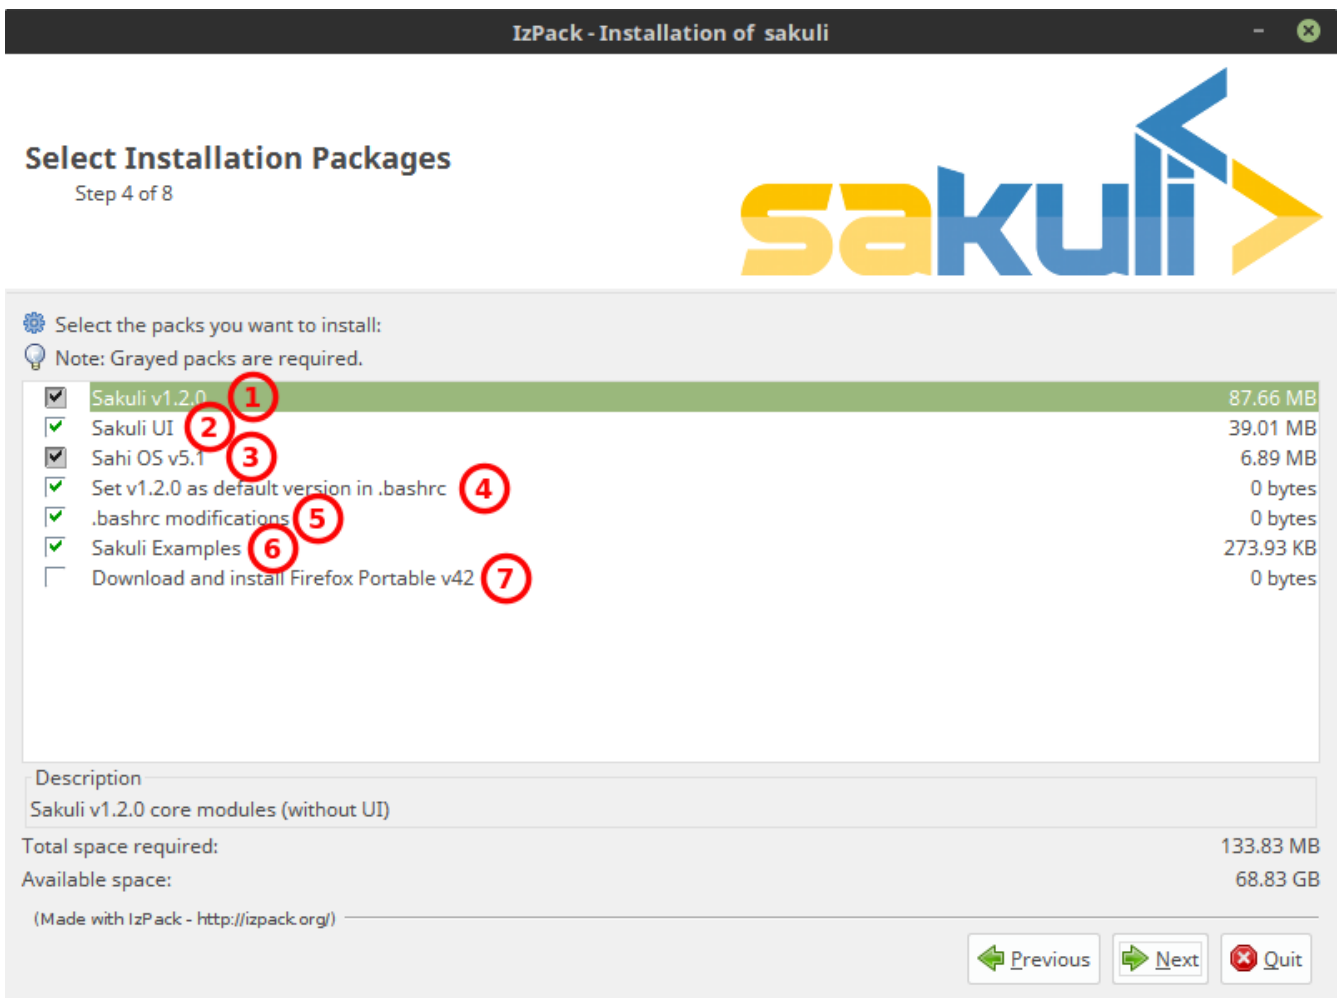 IzPack - Installation of sakuli
Select Installation Packages
Step 4 of 8
sakuli
Select the packs you want to install:
Note: Grayed packs are required.
Sakuli v1.2.0 1 87.66 MB
Sakuli UI 2 39.01 MB
Sahi OS v5.1 3 6.89 MB
Set v1.2.0 as default version in .bashrc 4 0 bytes
.bashrc modifications 5 0 bytes
Sakuli Examples 6 273.93 KB
Download and install Firefox Portable v42 7 0 bytes
Description
Sakuli v1.2.0 core modules (without UI)
Total space required: 133.83 MB
Available space: 68.83 GB
(Made with IzPack - http://izpack.org/)
Previous Next Quit